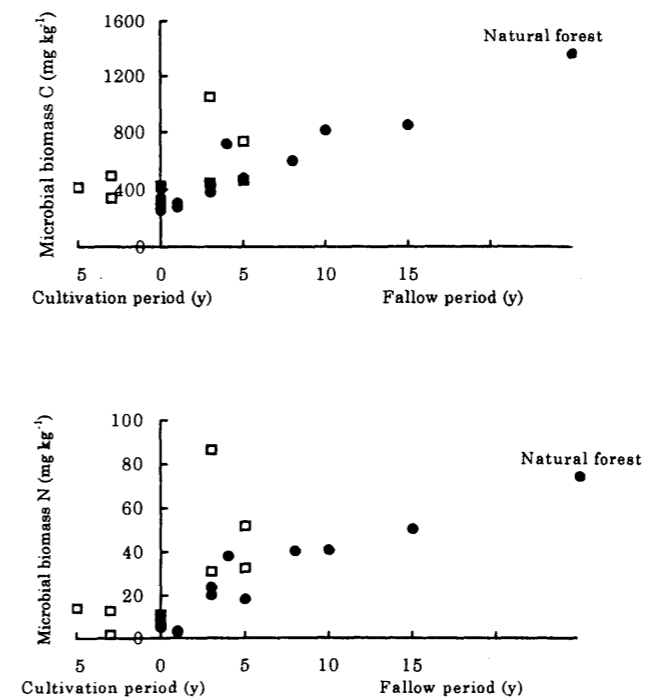 Microbial biomass C (mg kg⁻¹)
1600
1200
800
400
0
Natural forest
5 0 5 10 15
Cultivation period (y) Fallow period (y)
Microbial biomass N (mg kg⁻¹)
100
80
60
40
20
0
Natural forest
5 0 5 10 15
Cultivation period (y) Fallow period (y)